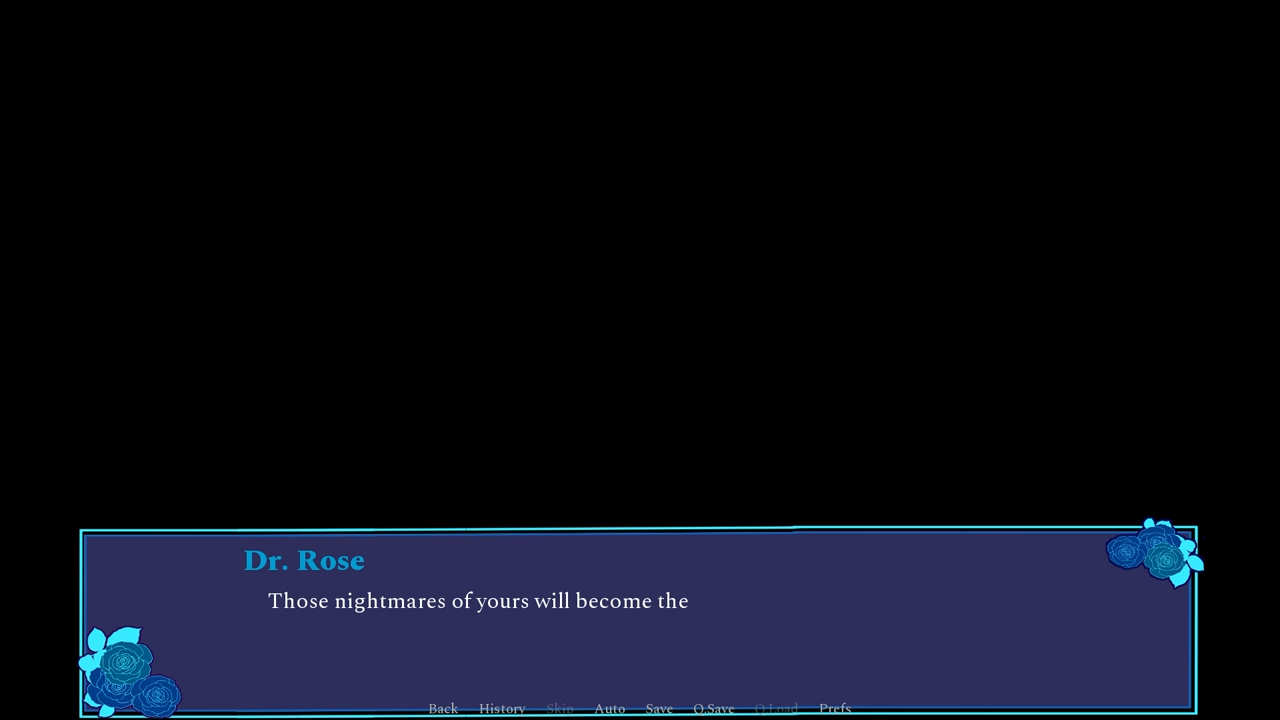 Dr. Rose
Those nightmares of yours will become the
Back History Skip Auto Save Q.Save Q.Load Prefs